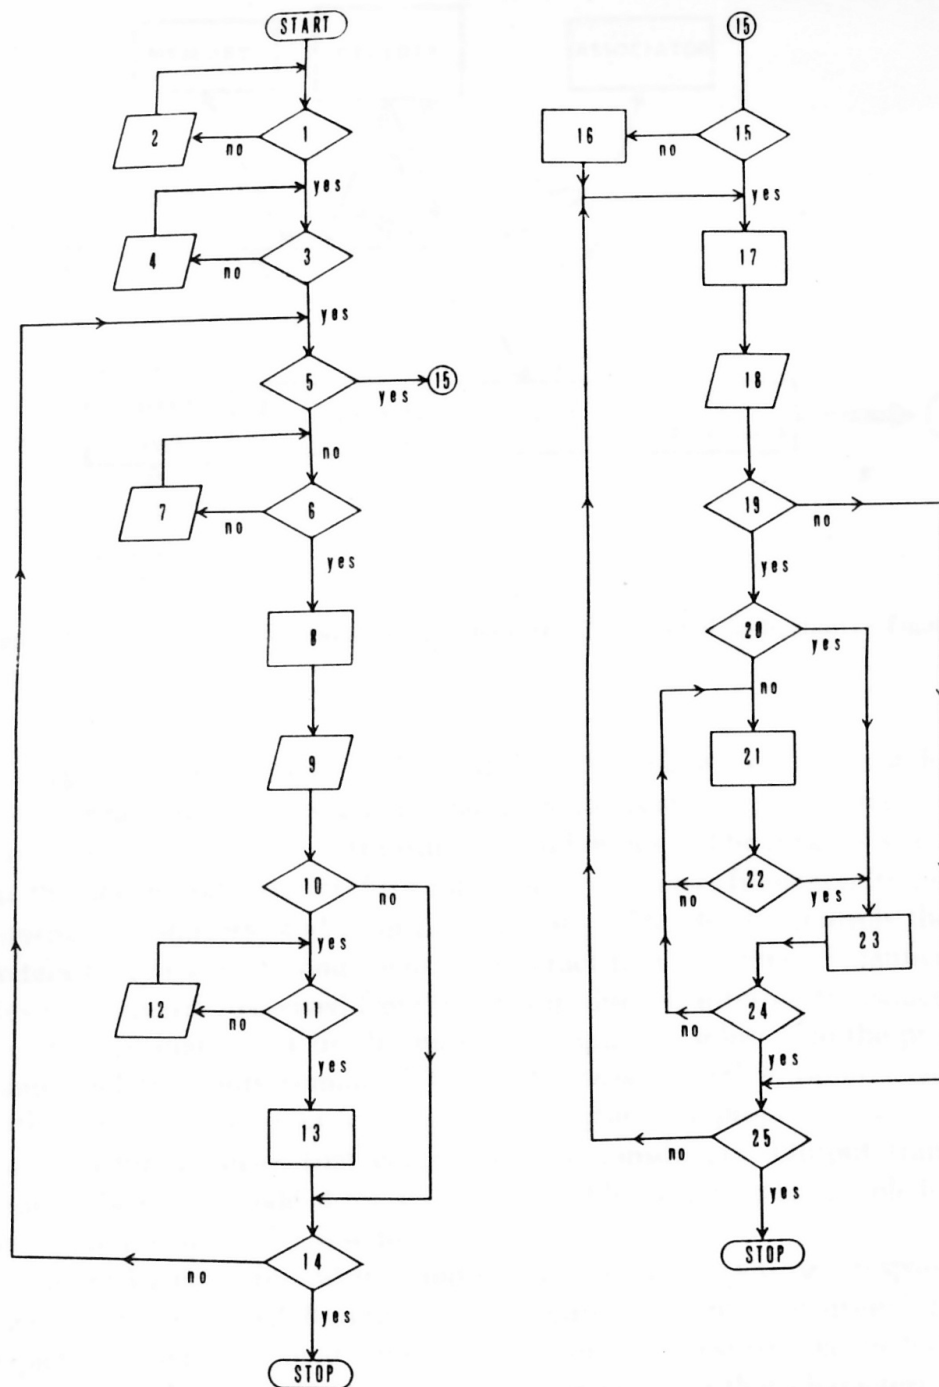 START
1
no
2
yes
3
no
4
yes
5
yes
15
no
6
no
7
yes
8
9
10
no
yes
11
no
12
yes
13
14
no
yes
STOP
15
15
no
16
yes
17
18
19
no
yes
20
yes
no
21
22
no
yes
23
24
no
yes
25
no
yes
STOP